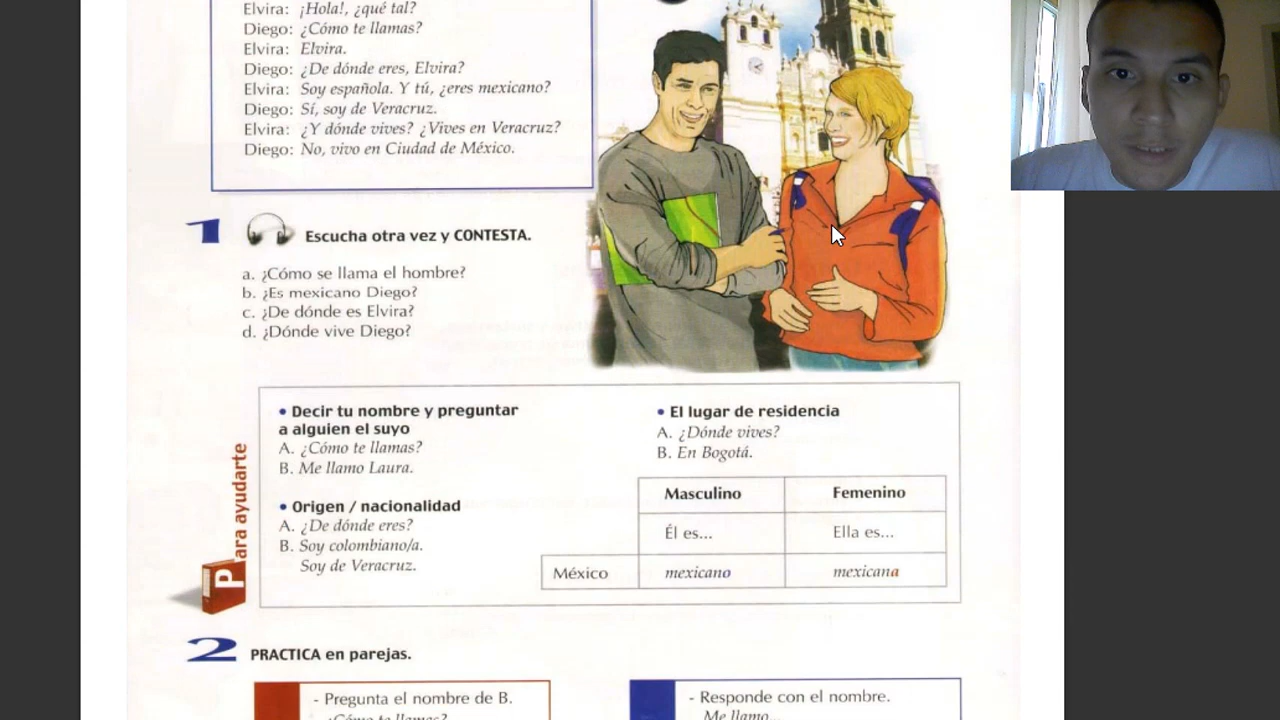 Elvira: ¡Hola!, ¿qué tal?
Diego: ¿Cómo te llamas?
Elvira: Elvira.
Diego: ¿De dónde eres, Elvira?
Elvira: Soy española. Y tú, ¿eres mexicano?
Diego: Sí, soy de Veracruz.
Elvira: ¿Y dónde vives? ¿Vives en Veracruz?
Diego: No, vivo en Ciudad de México.
1 Escucha otra vez y CONTESTA.
a. ¿Cómo se llama el hombre?
b. ¿Es mexicano Diego?
c. ¿De dónde es Elvira?
d. ¿Dónde vive Diego?
Para ayudarte
• Decir tu nombre y preguntar
a alguien el suyo
A. ¿Cómo te llamas?
B. Me llamo Laura.
• Origen / nacionalidad
A. ¿De dónde eres?
B. Soy colombiano/a.
Soy de Veracruz.
• El lugar de residencia
A. ¿Dónde vives?
B. En Bogotá.
Masculino Femenino
Él es... Ella es...
México mexicano mexicana
2 PRACTICA en parejas.
- Pregunta el nombre de B.
¿Cómo te llamas?
- Responde con el nombre.
Me llamo...